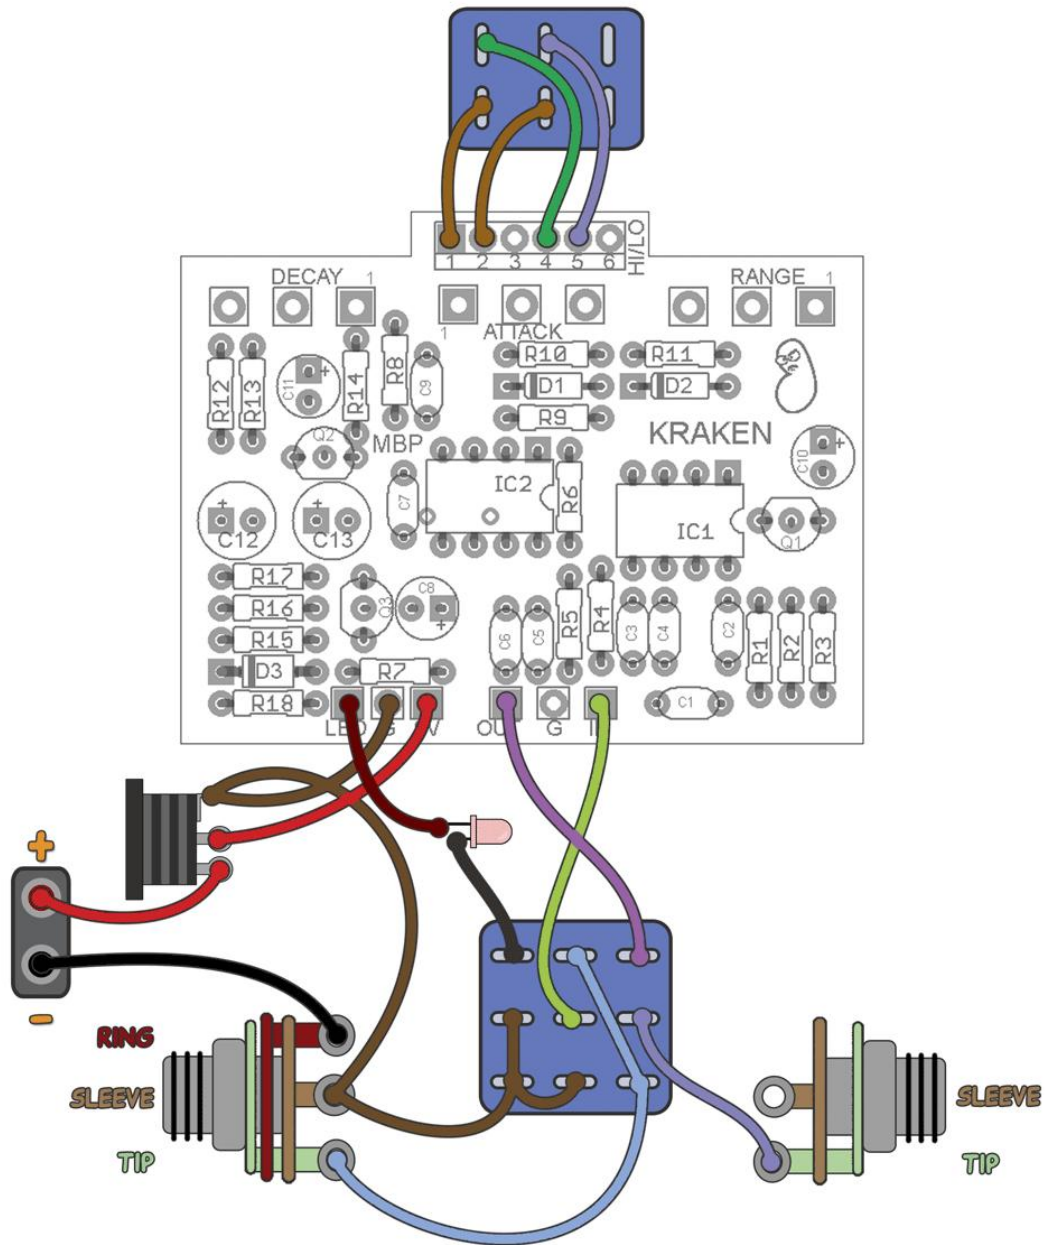 1 2 3 4 5 6
HI/LO
DECAY 1
RANGE 1
1
ATTACK
R10
R11
R12
R13
C11
+
R14
R8
C9
D1
D2
R9
Q2
MBP
KRAKEN
C10
+
IC2
R6
C7
IC1
Q1
+
C12
+
C13
R17
R16
R15
D3
R18
Q3
C8
+
R7
C6
C5
R5
R4
C3
C4
C2
R1
R2
R3
C1
G
+
-
RING
SLEEVE
TIP
SLEEVE
TIP